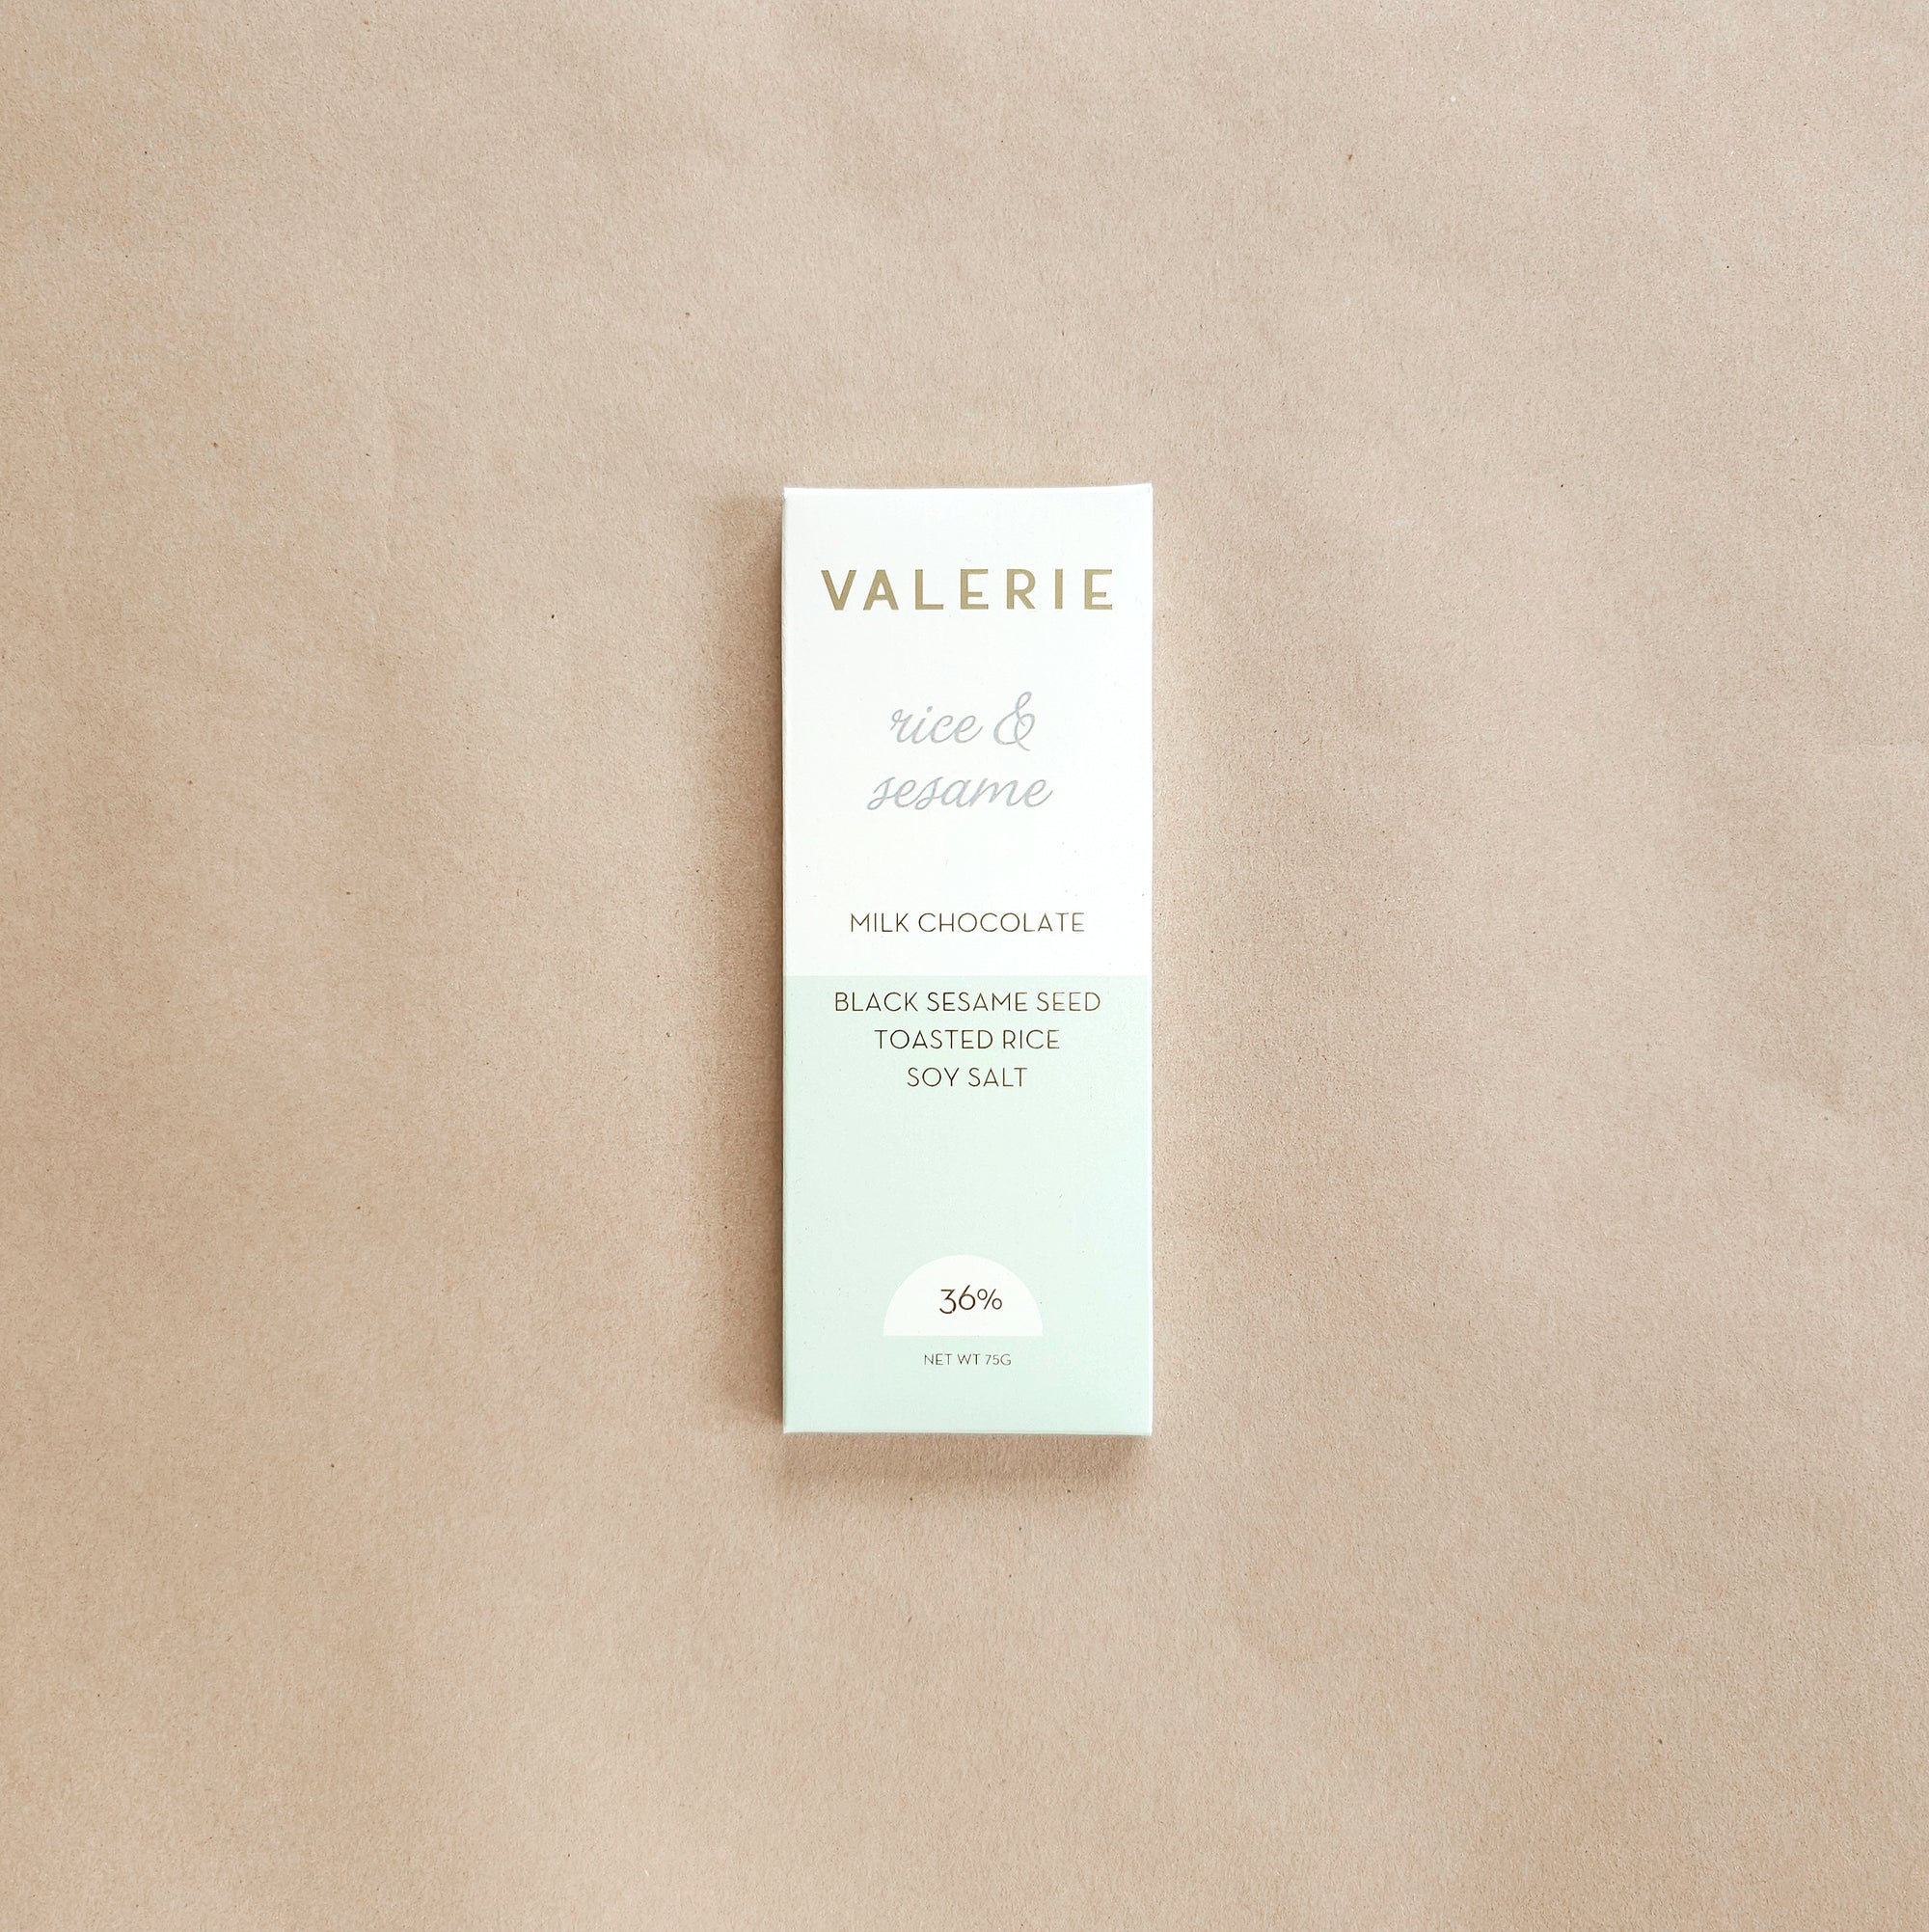 VALERIE
rice &
sesame
MILK CHOCOLATE
BLACK SESAME SEED
TOASTED RICE
SOY SALT
36%
NET WT 75G